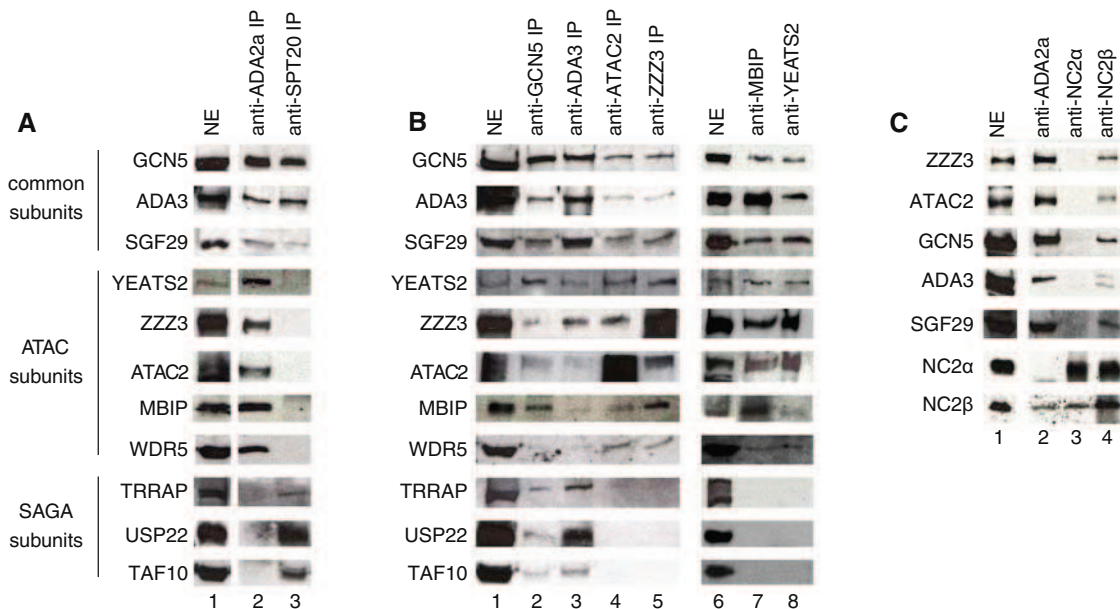 A
NE
anti-ADA2a IP
anti-SPT20 IP
common
subunits
GCN5
ADA3
SGF29
ATAC
subunits
YEATS2
ZZZ3
ATAC2
MBIP
WDR5
SAGA
subunits
TRRAP
USP22
TAF10
1 2 3
B
NE
anti-GCN5 IP
anti-ADA3 IP
anti-ATAC2 IP
anti-ZZZ3 IP
NE
anti-MBIP
anti-YEATS2
GCN5
ADA3
SGF29
YEATS2
ZZZ3
ATAC2
MBIP
WDR5
TRRAP
USP22
TAF10
1 2 3 4 5 6 7 8
C
NE
anti-ADA2a
anti-NC2α
anti-NC2β
ZZZ3
ATAC2
GCN5
ADA3
SGF29
NC2α
NC2β
1 2 3 4